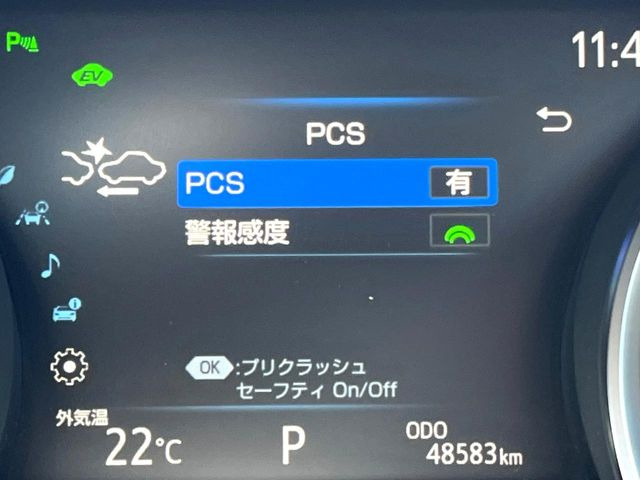 P
11:4
EV
PCS
PCS 有
警報感度
OK :プリクラッシュ
セーフティ On/Off
外気温
22℃
P
ODO
48583km